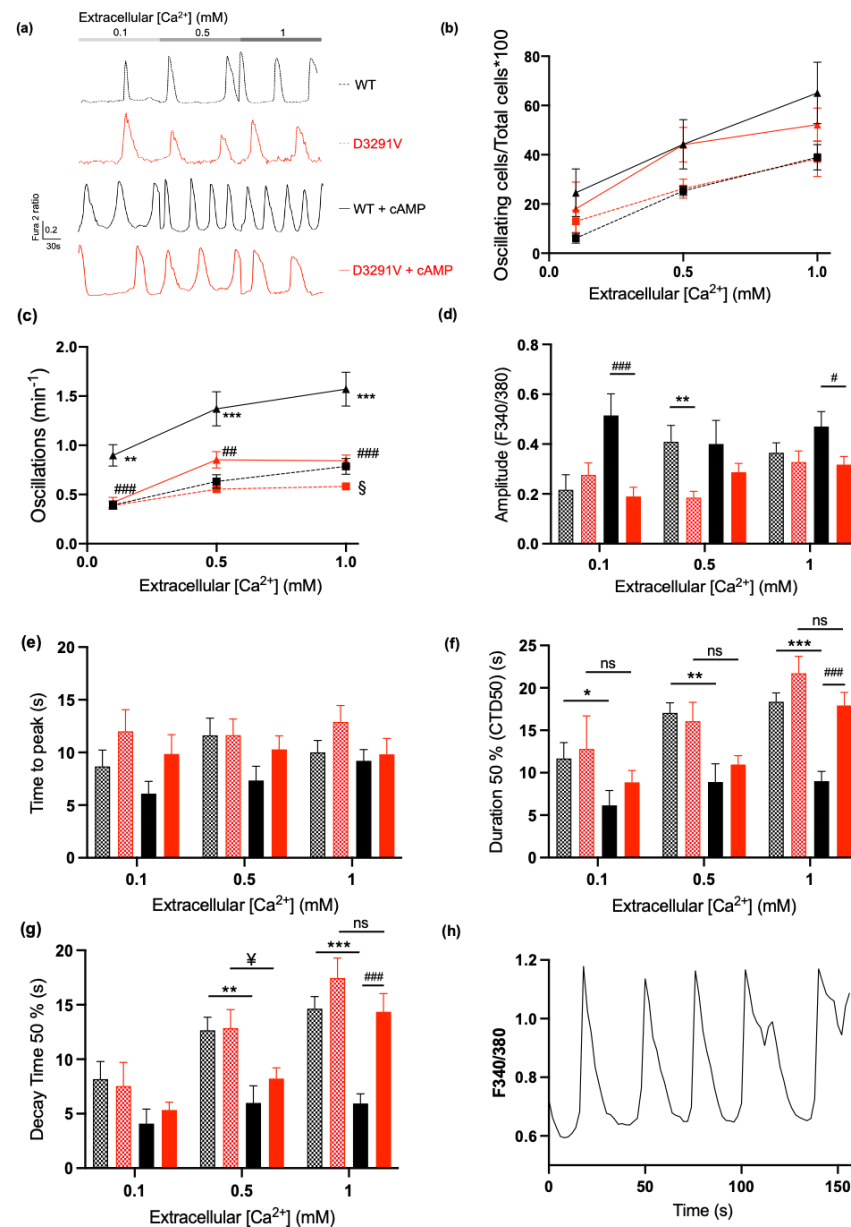 Extracellular [Ca²⁺] (mM)
(a)
0.1 0.5 1
WT
D3291V
WT + cAMP
D3291V + cAMP
Fura 2 ratio
0.2
30s
(b)
Oscillating cells/Total cells*100
80
60
40
20
0
0.0 0.5 1.0
Extracellular [Ca²⁺] (mM)
(c)
Oscillations (min⁻¹)
2.0
1.5
1.0
0.5
0.0
** *** ***
### ## ###
§
0.0 0.5 1.0
Extracellular [Ca²⁺] (mM)
(d)
Amplitude (F340/380)
0.8
0.6
0.4
0.2
0.0
### ** #
0.1 0.5 1
Extracellular [Ca²⁺] (mM)
(e)
Time to peak (s)
20
15
10
5
0
0.1 0.5 1
Extracellular [Ca²⁺] (mM)
(f)
Duration 50 % (CTD50) (s)
25
20
15
10
5
0
ns ns ns
* ** ***
###
0.1 0.5 1
Extracellular [Ca²⁺] (mM)
(g)
Decay Time 50 % (s)
20
15
10
5
0
¥ ns
** ***
###
0.1 0.5 1
Extracellular [Ca²⁺] (mM)
(h)
F340/380
1.2
1.0
0.8
0.6
0 50 100 150
Time (s)